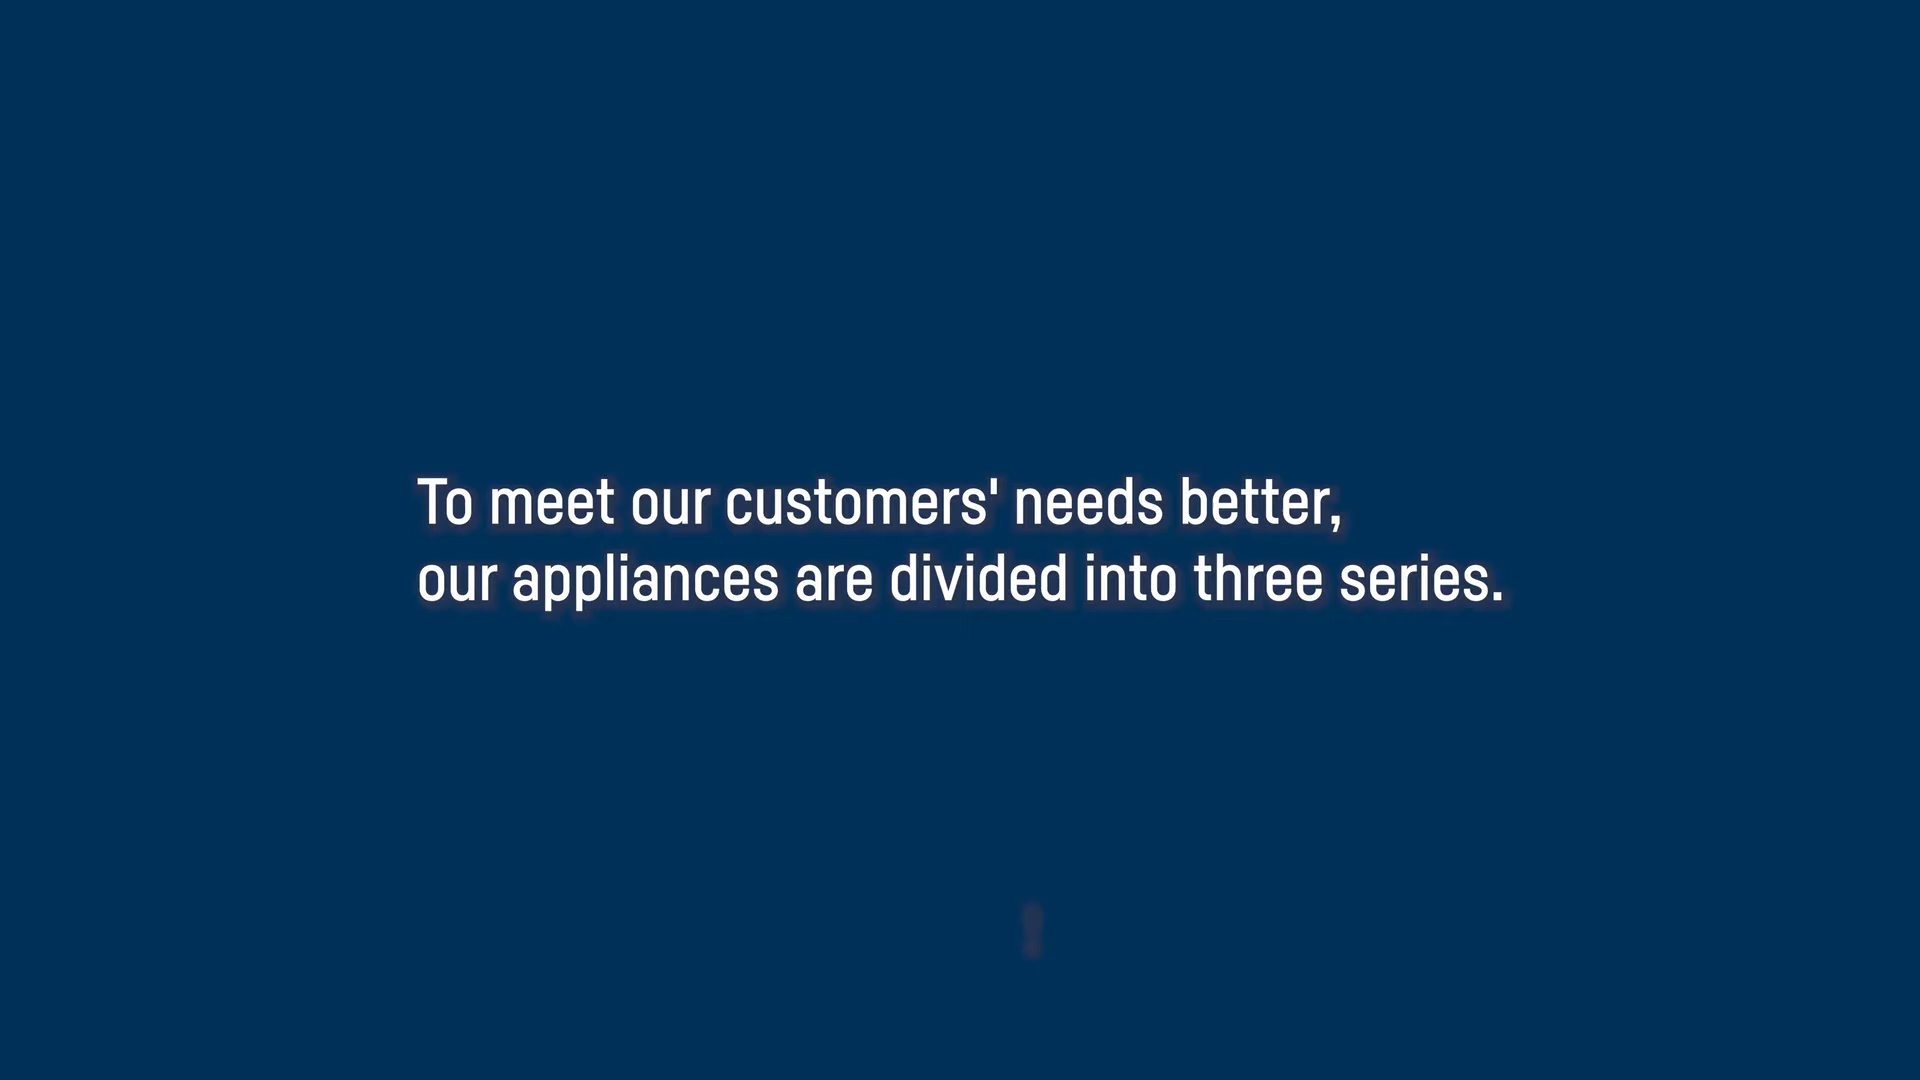 To meet our customers' needs better,
our appliances are divided into three series.